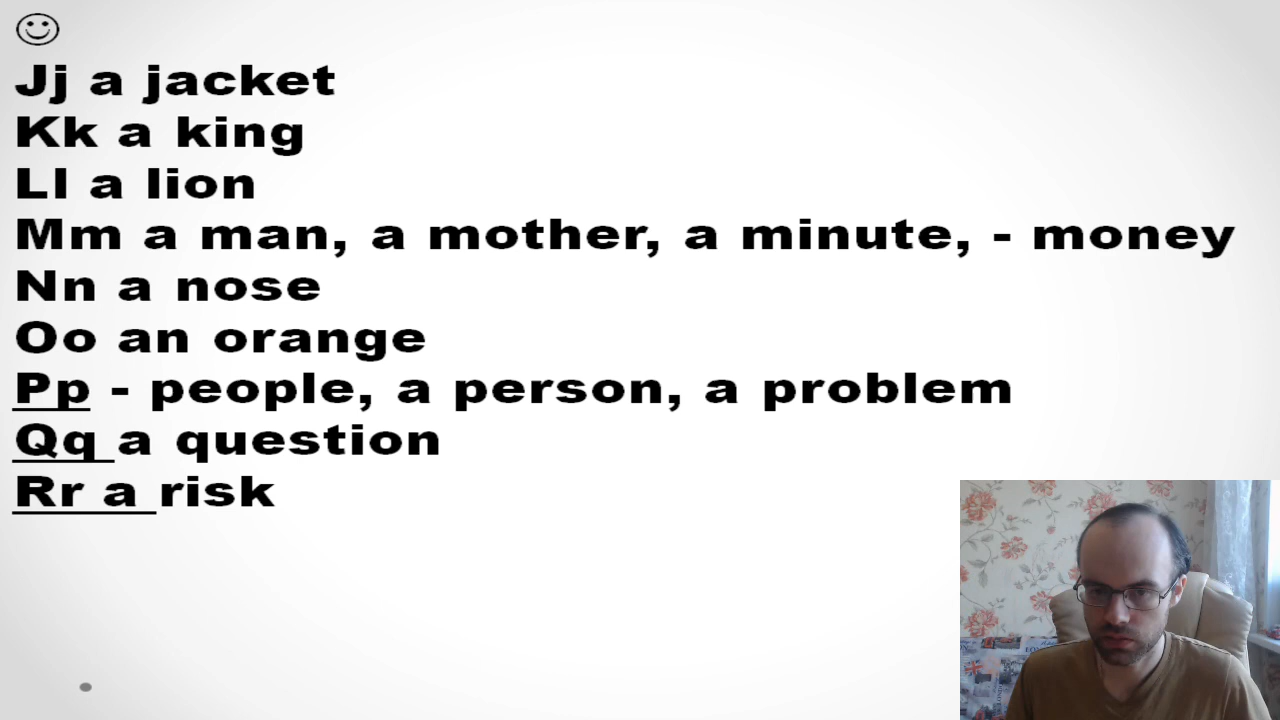 Jj a jacket
Kk a king
Ll a lion
Mm a man, a mother, a minute, - money
Nn a nose
Oo an orange
Pp - people, a person, a problem
Qq a question
Rr a risk